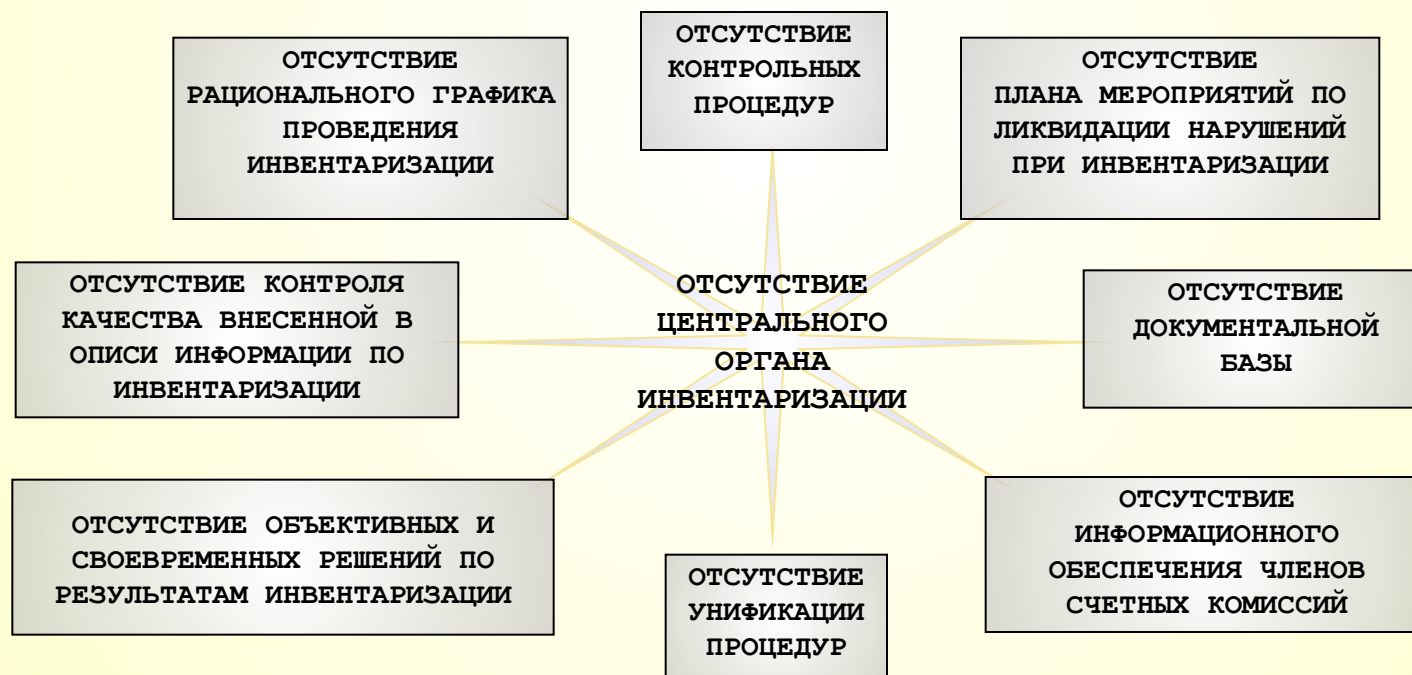 ОТСУТСТВИЕ
РАЦИОНАЛЬНОГО ГРАФИКА
ПРОВЕДЕНИЯ
ИНВЕНТАРИЗАЦИИ
ОТСУТСТВИЕ
КОНТРОЛЬНЫХ
ПРОЦЕДУР
ОТСУТСТВИЕ
ПЛАНА МЕРОПРИЯТИЙ ПО
ЛИКВИДАЦИИ НАРУШЕНИЙ
ПРИ ИНВЕНТАРИЗАЦИИ
ОТСУТСТВИЕ КОНТРОЛЯ
КАЧЕСТВА ВНЕСЕННОЙ В
ОПИСИ ИНФОРМАЦИИ ПО
ИНВЕНТАРИЗАЦИИ
ОТСУТСТВИЕ
ЦЕНТРАЛЬНОГО
ОРГАНА
ИНВЕНТАРИЗАЦИИ
ОТСУТСТВИЕ
ДОКУМЕНТАЛЬНОЙ
БАЗЫ
ОТСУТСТВИЕ ОБЪЕКТИВНЫХ И
СВОЕВРЕМЕННЫХ РЕШЕНИЙ ПО
РЕЗУЛЬТАТАМ ИНВЕНТАРИЗАЦИИ
ОТСУТСТВИЕ
УНИФИКАЦИИ
ПРОЦЕДУР
ОТСУТСТВИЕ
ИНФОРМАЦИОННОГО
ОБЕСПЕЧЕНИЯ ЧЛЕНОВ
СЧЕТНЫХ КОМИССИЙ